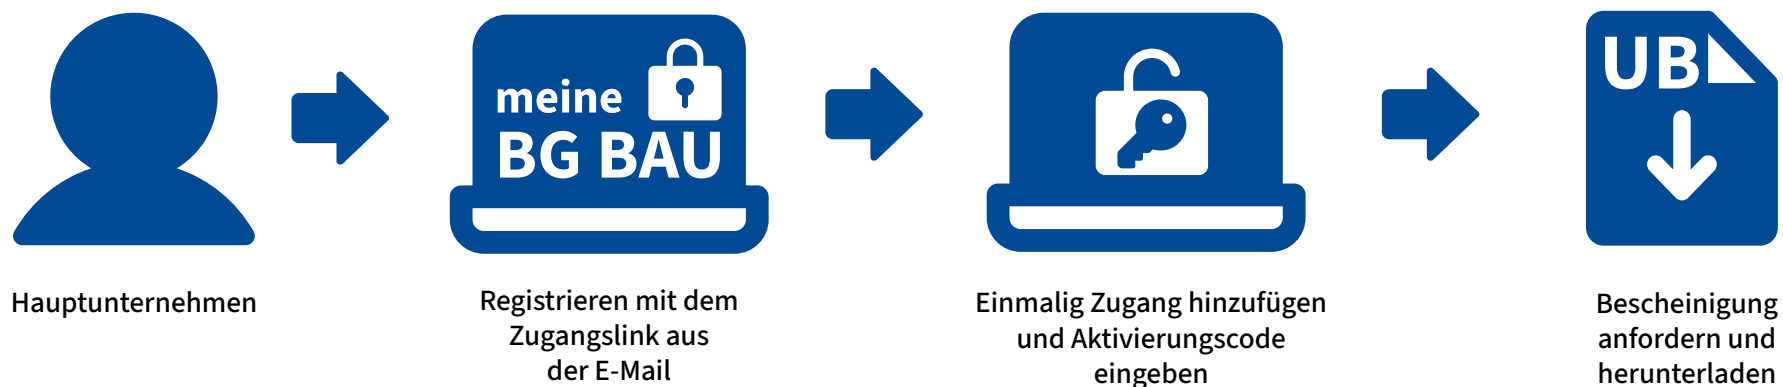 meine
BG BAU
UB
Hauptunternehmen
Registrieren mit dem
Zugangslink aus
der E-Mail
Einmalig Zugang hinzufügen
und Aktivierungscode
eingeben
Bescheinigung
anfordern und
herunterladen